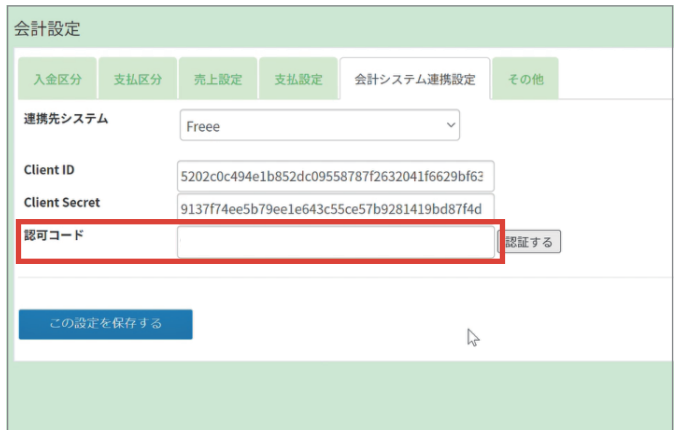 会計設定
入金区分 支払区分 売上設定 支払設定 会計システム連携設定 その他
連携先システム Freee
Client ID 5202c0c494e1b852dc09558787f2632041f6629bf63
Client Secret 9137f74ee5b79ee1e643c55ce57b9281419bd87f4d
認可コード 認証する
この設定を保存する